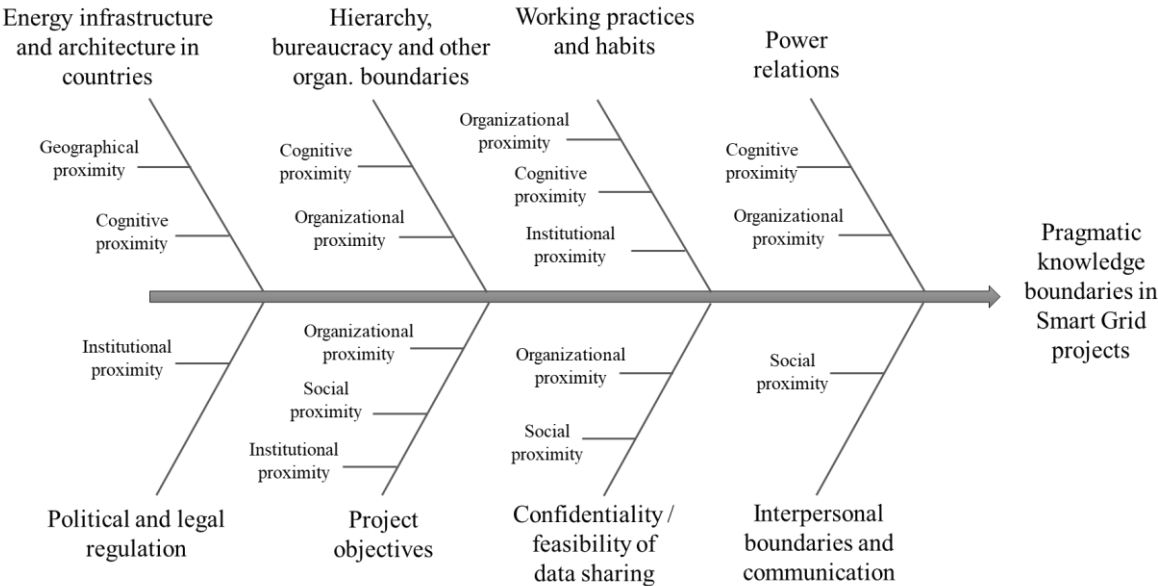 Energy infrastructure
and architecture in
countries
Hierarchy,
bureaucracy and other
organ. boundaries
Working practices
and habits
Power
relations
Geographical
proximity
Cognitive
proximity
Cognitive
proximity
Organizational
proximity
Organizational
proximity
Cognitive
proximity
Institutional
proximity
Cognitive
proximity
Organizational
proximity
Pragmatic
knowledge
boundaries in
Smart Grid
projects
Institutional
proximity
Organizational
proximity
Social
proximity
Institutional
proximity
Organizational
proximity
Social
proximity
Social
proximity
Political and legal
regulation
Project
objectives
Confidentiality /
feasibility of
data sharing
Interpersonal
boundaries and
communication